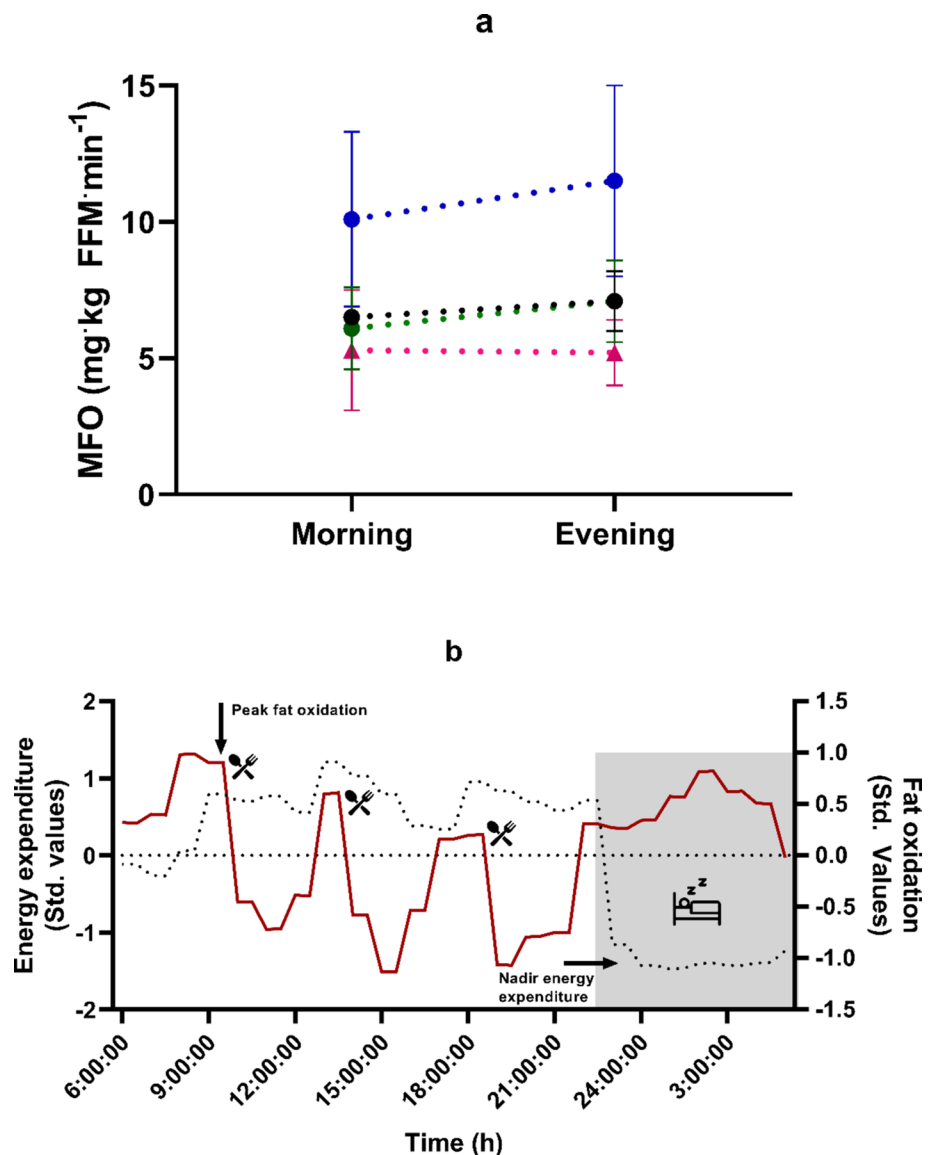 a
MFO (mg·kg FFM·min⁻¹)
15
10
5
0
Morning
Evening
b
Energy expenditure
(Std. values)
2
1
0
-1
-2
Peak fat oxidation
Nadir energy
expenditure
z z
1.5
1.0
0.5
0.0
-0.5
-1.0
-1.5
Fat oxidation
(Std. Values)
6:00:00
9:00:00
12:00:00
15:00:00
18:00:00
21:00:00
24:00:00
3:00:00
Time (h)